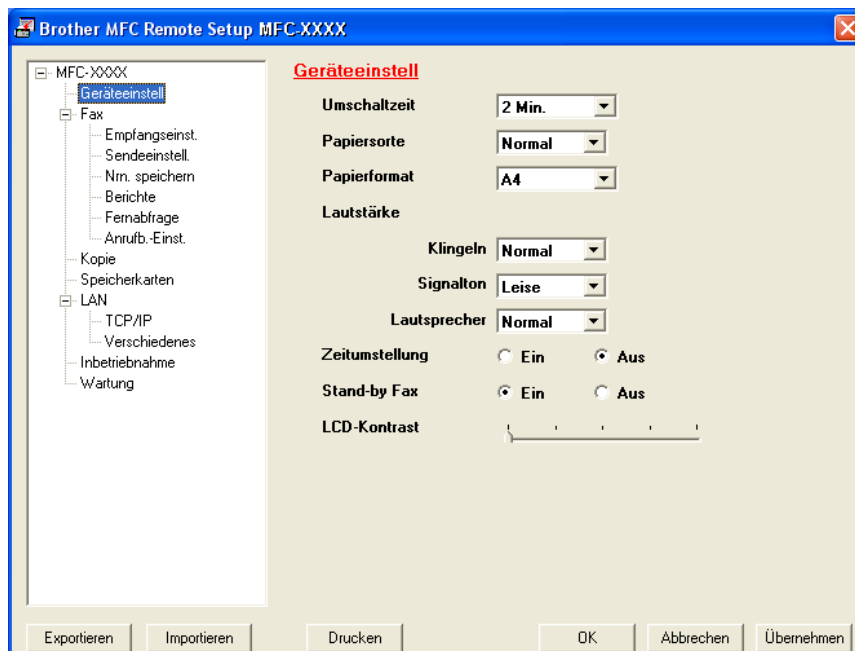 Brother MFC Remote Setup MFC-XXXX
MFC-XXXX
Geräteeinstell
Fax
Empfangseinst.
Sendeeinstell.
Nrn. speichern
Berichte
Fernabfrage
Anrufb.-Einst.
Kopie
Speicherkarten
LAN
TCP/IP
Verschiedenes
Inbetriebnahme
Wartung
Geräteeinstell
Umschaltzeit 2 Min.
Papiersorte Normal
Papierformat A4
Lautstärke
Klingeln Normal
Signalton Leise
Lautsprecher Normal
Zeitumstellung Ein Aus
Stand-by Fax Ein Aus
LCD-Kontrast
Exportieren Importieren Drucken OK Abbrechen Übernehmen